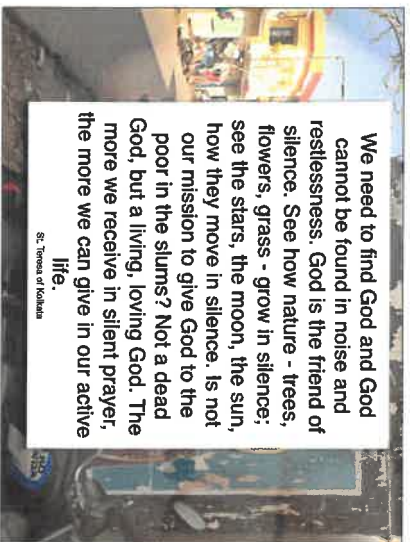 We need to find God and God
cannot be found in noise and
restlessness. God is the friend of
silence. See how nature - trees,
flowers, grass - grow in silence;
see the stars, the moon, the sun,
how they move in silence. Is not
our mission to give God to the
poor in the slums? Not a dead
God, but a living, loving God. The
more we receive in silent prayer,
the more we can give in our active
life.
St. Teresa of Kolkata